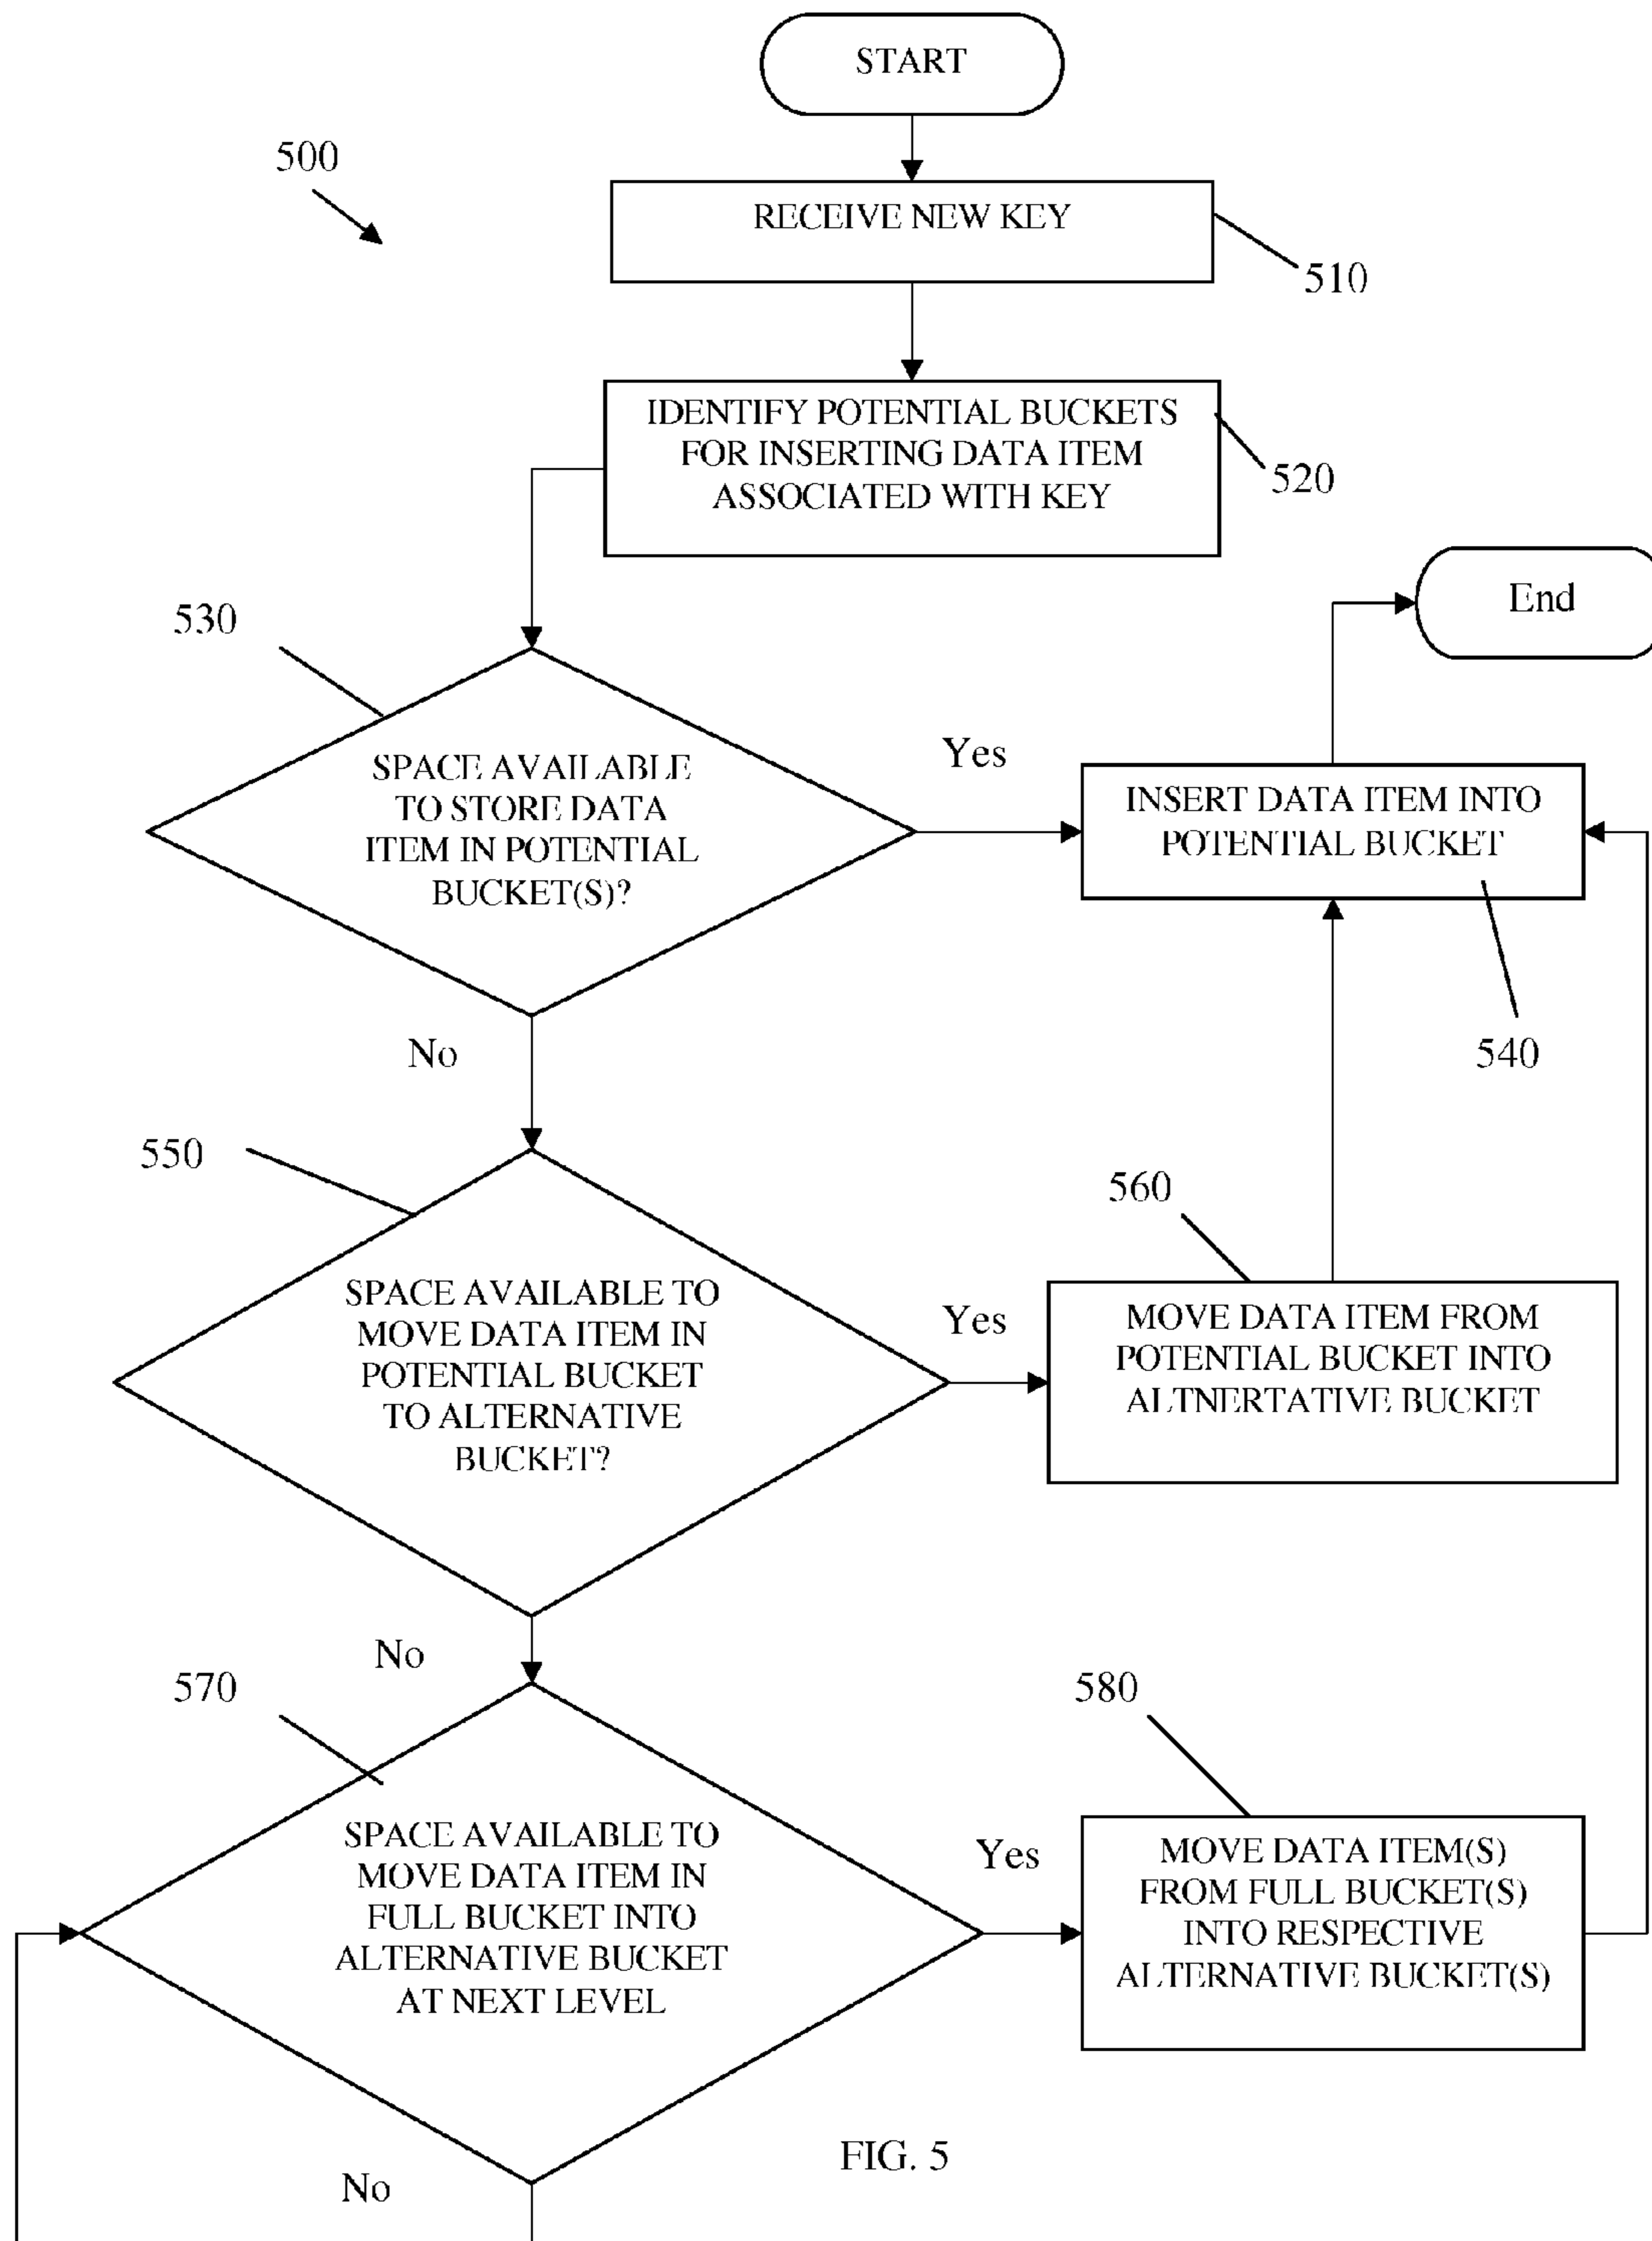 START
500
RECEIVE NEW KEY
510
IDENTIFY POTENTIAL BUCKETS
FOR INSERTING DATA ITEM
ASSOCIATED WITH KEY
520
End
530
SPACE AVAILABLE
TO STORE DATA
ITEM IN POTENTIAL
BUCKET(S)?
Yes
INSERT DATA ITEM INTO
POTENTIAL BUCKET
540
No
550
SPACE AVAILABLE TO
MOVE DATA ITEM IN
POTENTIAL BUCKET
TO ALTERNATIVE
BUCKET?
Yes
560
MOVE DATA ITEM FROM
POTENTIAL BUCKET INTO
ALTNERTATIVE BUCKET
No
570
SPACE AVAILABLE TO
MOVE DATA ITEM IN
FULL BUCKET INTO
ALTERNATIVE BUCKET
AT NEXT LEVEL
Yes
580
MOVE DATA ITEM(S)
FROM FULL BUCKET(S)
INTO RESPECTIVE
ALTERNATIVE BUCKET(S)
No
FIG. 5